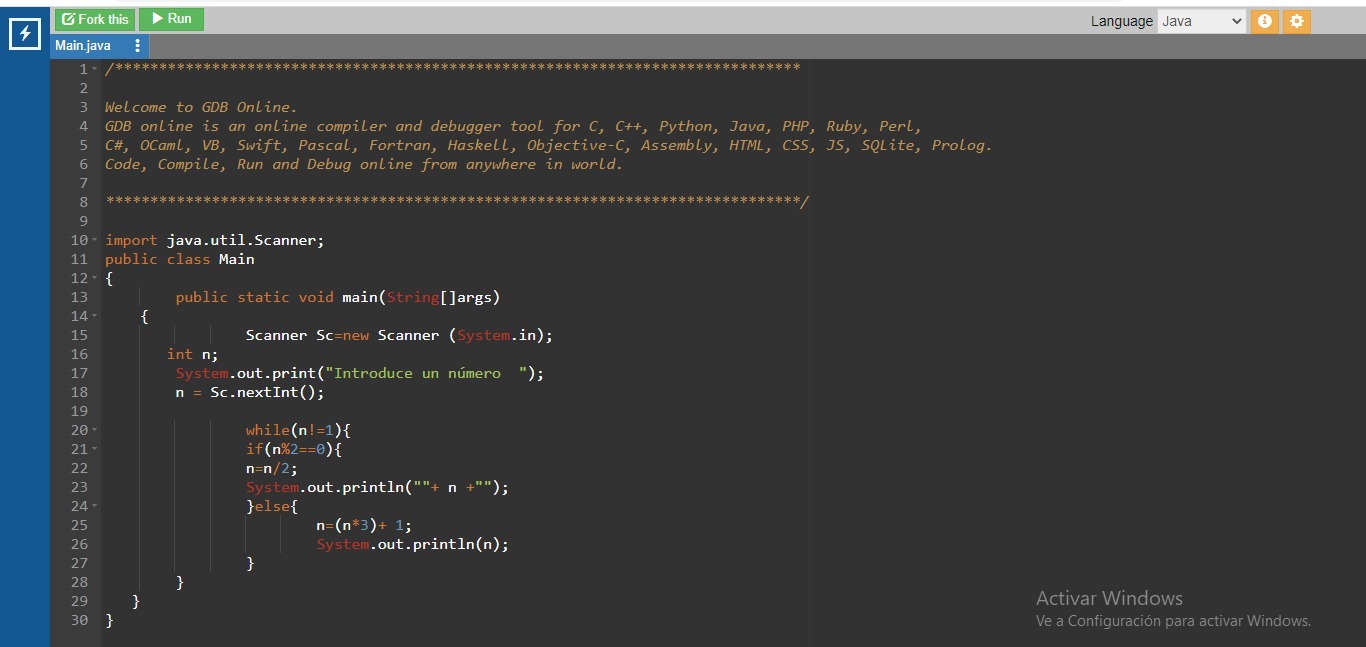 Fork this Run Language Java
Main.java
1 /******************************************************************************
2
3 Welcome to GDB Online.
4 GDB online is an online compiler and debugger tool for C, C++, Python, Java, PHP, Ruby, Perl,
5 C#, OCaml, VB, Swift, Pascal, Fortran, Haskell, Objective-C, Assembly, HTML, CSS, JS, SQLite, Prolog.
6 Code, Compile, Run and Debug online from anywhere in world.
7
8 *******************************************************************************/
9
10 import java.util.Scanner;
11 public class Main
12 {
13 public static void main(String[]args)
14 {
15 Scanner Sc=new Scanner (System.in);
16 int n;
17 System.out.print("Introduce un número  ");
18 n = Sc.nextInt();
19
20 while(n!=1){
21 if(n%2==0){
22 n=n/2;
23 System.out.println(""+ n +"");
24 }else{
25 n=(n*3)+ 1;
26 System.out.println(n);
27 }
28 }
29 }
30 }
Activar Windows
Ve a Configuración para activar Windows.